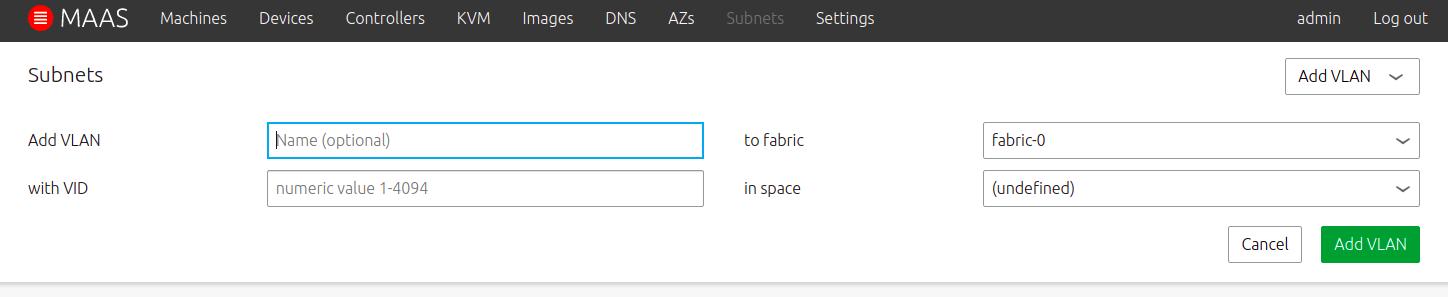 MAAS Machines Devices Controllers KVM Images DNS AZs Subnets Settings admin Log out
Subnets Add VLAN
Add VLAN Name (optional) to fabric fabric-0
with VID numeric value 1-4094 in space (undefined)
Cancel Add VLAN